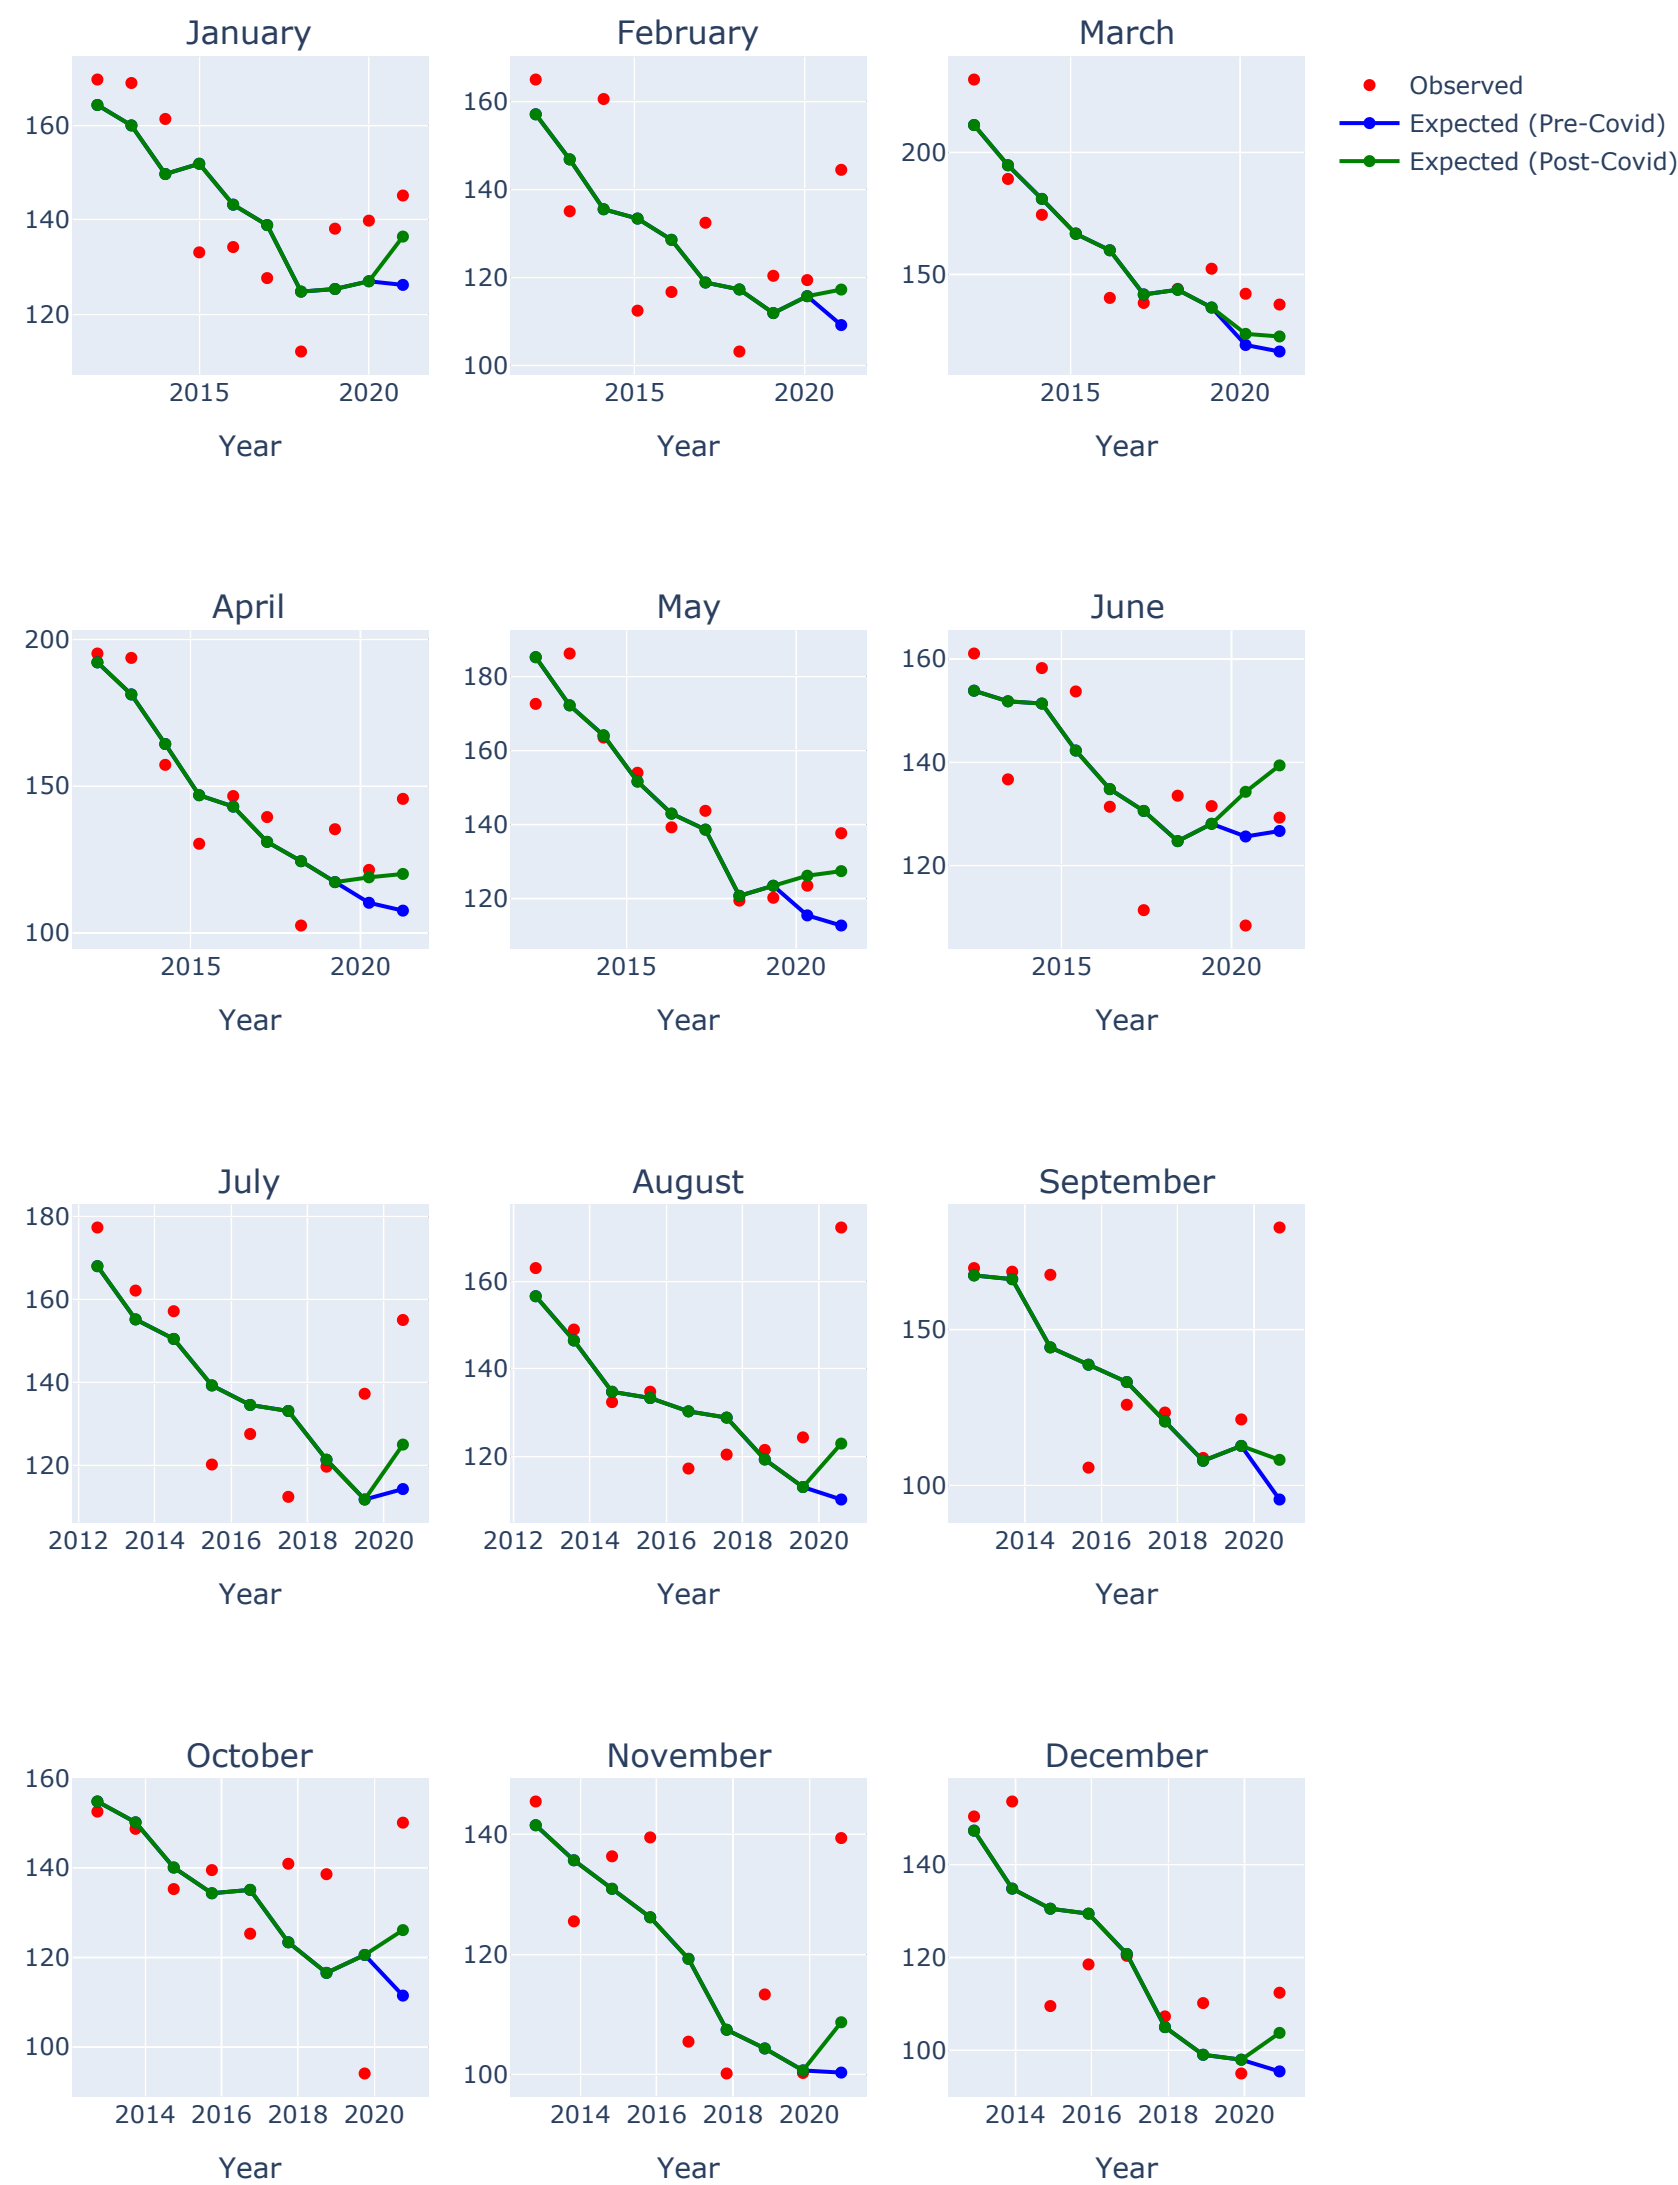 January
February
March
Observed
Expected (Pre-Covid)
Expected (Post-Covid)
160
140
120
2015
2020
Year
160
140
120
100
2015
2020
Year
200
150
2015
2020
Year
April
May
June
200
150
100
2015
2020
Year
180
160
140
120
2015
2020
Year
160
140
120
2015
2020
Year
July
August
September
180
160
140
120
2012 2014 2016 2018 2020
Year
160
140
120
2012 2014 2016 2018 2020
Year
150
100
2014 2016 2018 2020
Year
October
November
December
160
140
120
100
2014 2016 2018 2020
Year
140
120
100
2014 2016 2018 2020
Year
140
120
100
2014 2016 2018 2020
Year